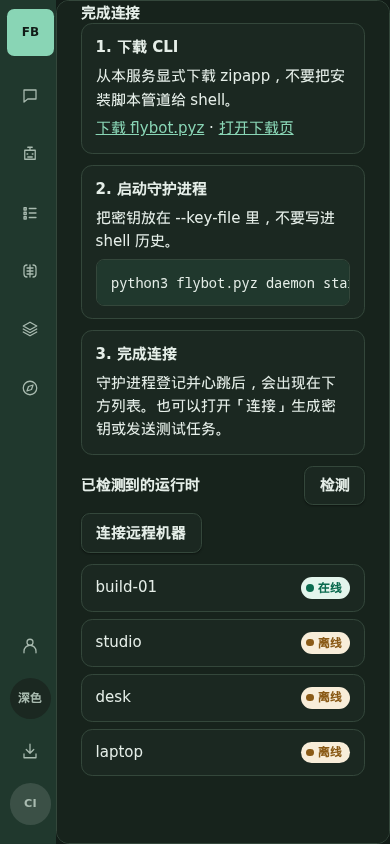 FB
完成连接
1. 下载 CLI
从本服务显式下载 zipapp，不要把安
装脚本管道给 shell。
下载 flybot.pyz · 打开下载页
2. 启动守护进程
把密钥放在 --key-file 里，不要写进
shell 历史。
python3 flybot.pyz daemon sta
3. 完成连接
守护进程登记并心跳后，会出现在下
方列表。也可以打开「连接」生成密
钥或发送测试任务。
已检测到的运行时
检测
连接远程机器
build-01
在线
studio
离线
desk
离线
laptop
离线
深色
CI